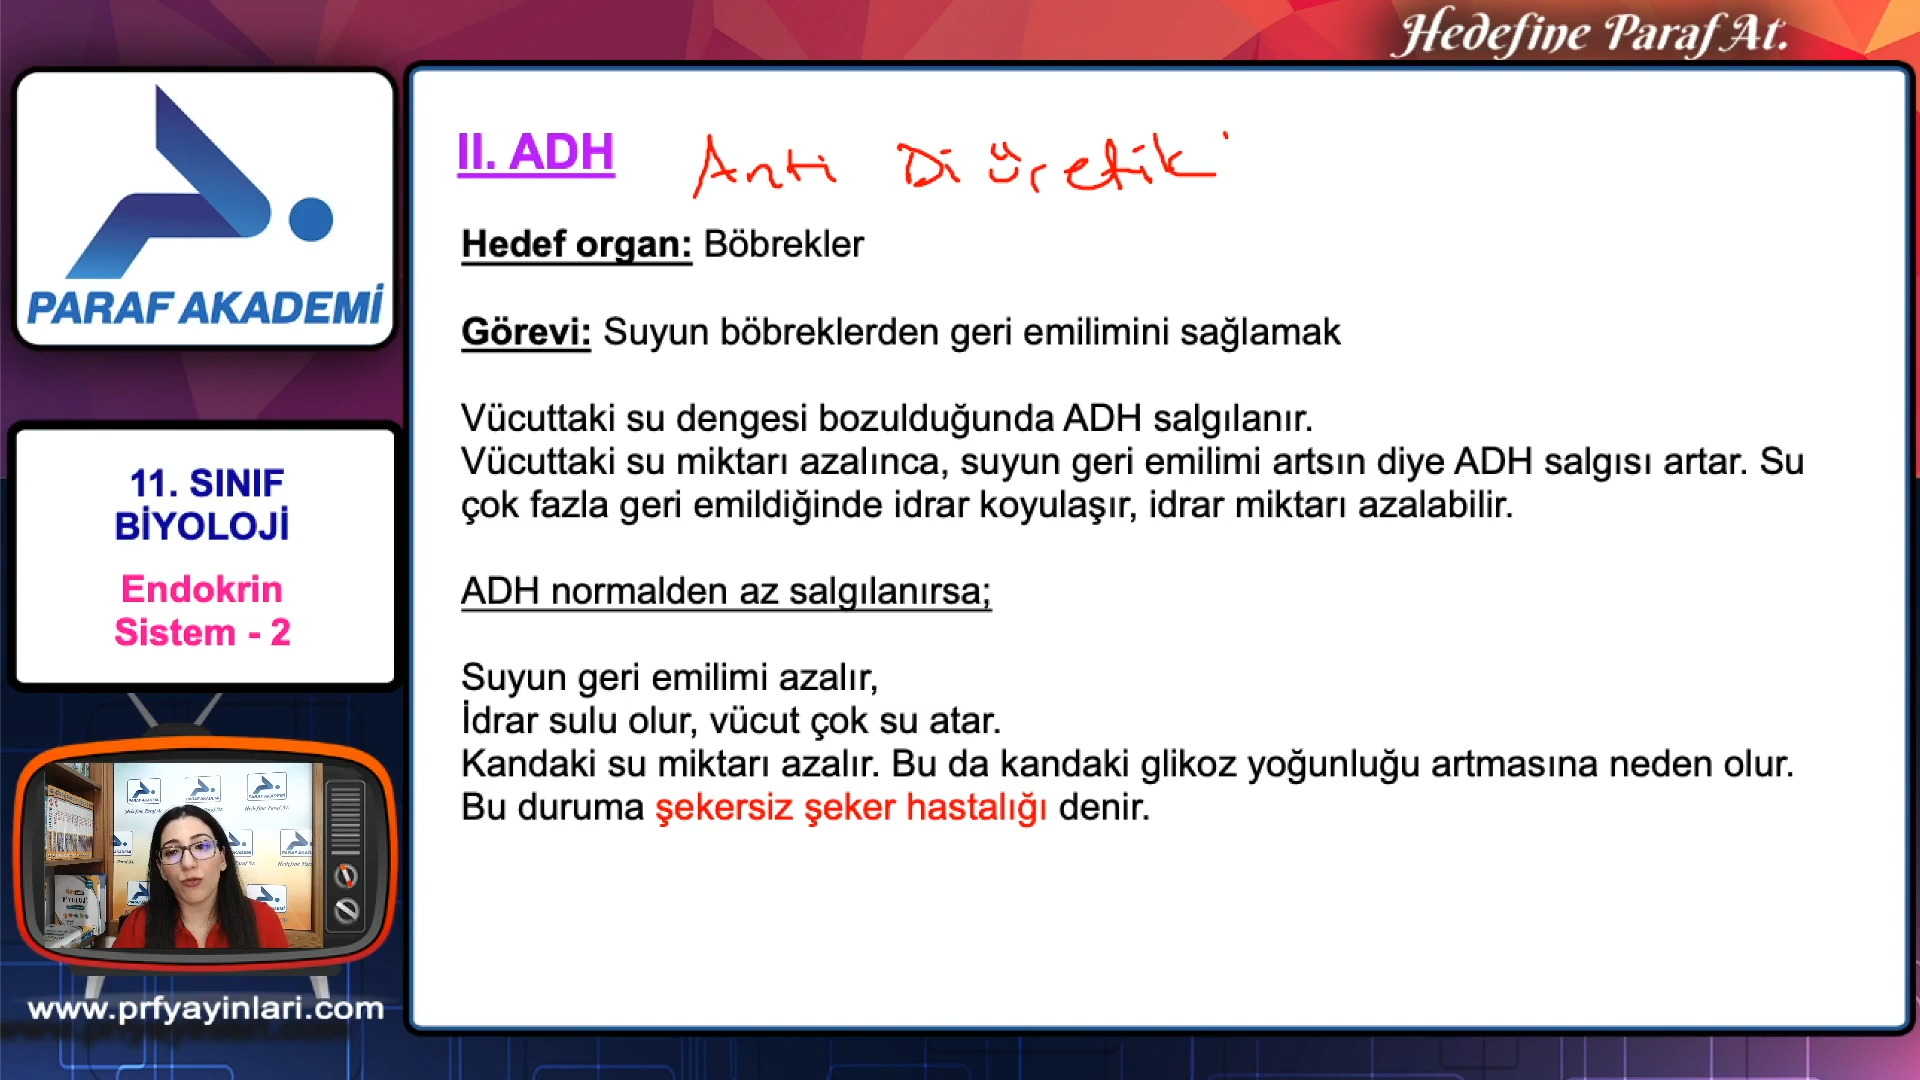 Hedefine Paraf At.
PARAF AKADEMİ
11. SINIF
BİYOLOJİ
Endokrin
Sistem - 2
www.prfyayinlari.com
II. ADH Anti Diüretik
Hedef organ: Böbrekler
Görevi: Suyun böbreklerden geri emilimini sağlamak
Vücuttaki su dengesi bozulduğunda ADH salgılanır.
Vücuttaki su miktarı azalınca, suyun geri emilimi artsın diye ADH salgısı artar. Su
çok fazla geri emildiğinde idrar koyulaşır, idrar miktarı azalabilir.
ADH normalden az salgılanırsa;
Suyun geri emilimi azalır,
İdrar sulu olur, vücut çok su atar.
Kandaki su miktarı azalır. Bu da kandaki glikoz yoğunluğu artmasına neden olur.
Bu duruma şekersiz şeker hastalığı denir.